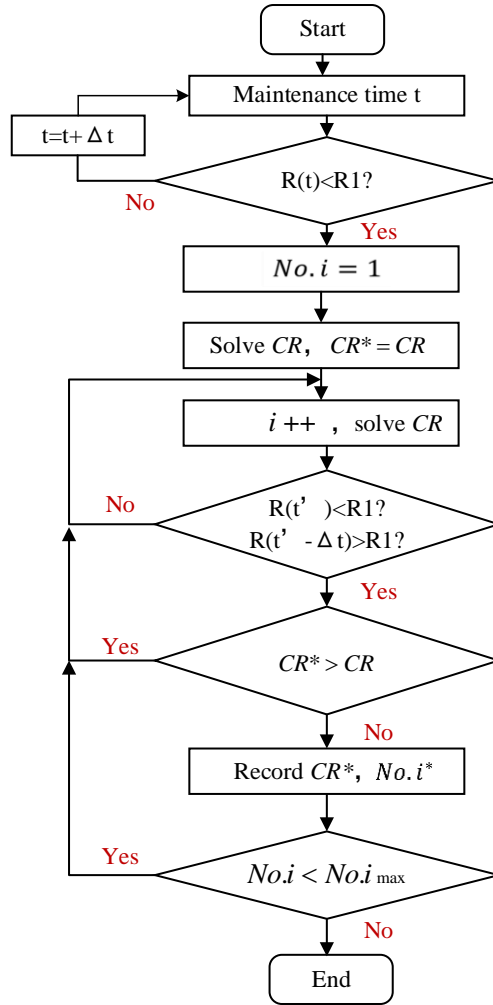 Start
Maintenance time t
t=t+Δt
R(t)<R1?
No
Yes
No.i = 1
Solve CR, CR*=CR
i++ , solve CR
No
R(t' )<R1?
R(t' -Δt)>R1?
Yes
Yes
CR*>CR
No
Record CR*, No.i*
Yes
No.i < No.i max
No
End